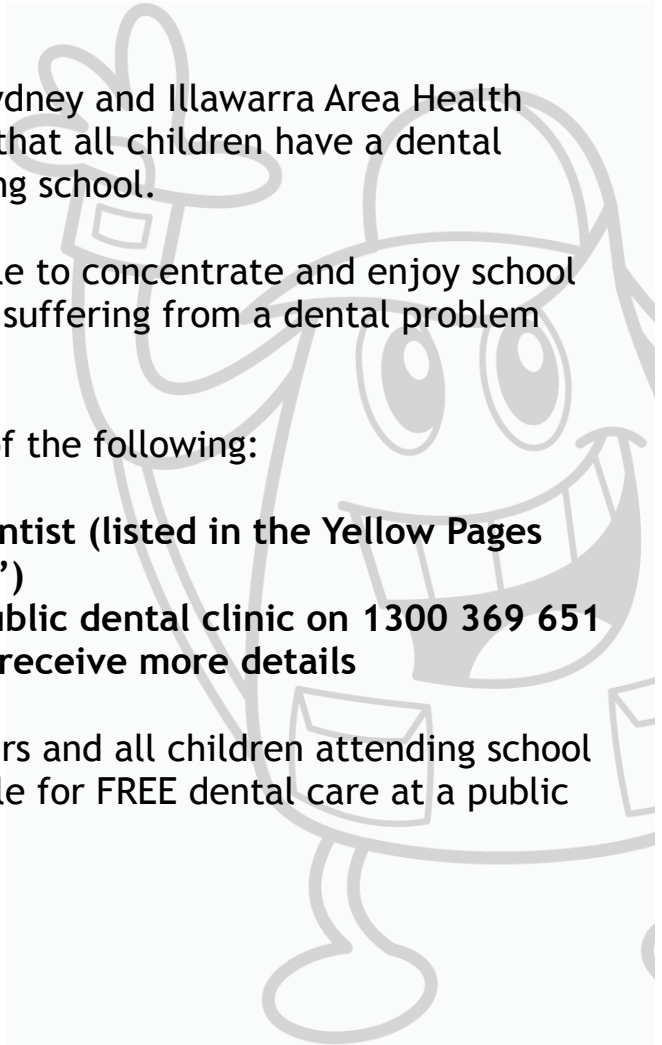 ydney and Illawarra Area Health
that all children have a dental
ng school.
le to concentrate and enjoy school
suffering from a dental problem
of the following:
ntist (listed in the Yellow Pages
’)
ublic dental clinic on 1300 369 651
receive more details
rs and all children attending school
le for FREE dental care at a public